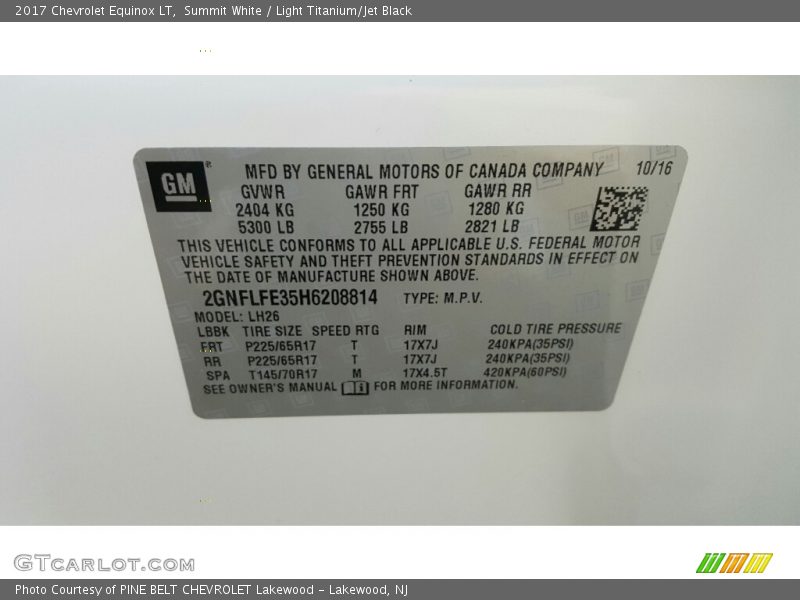 2017 Chevrolet Equinox LT,  Summit White / Light Titanium/Jet Black
GM® MFD BY GENERAL MOTORS OF CANADA COMPANY 10/16
GVWR GAWR FRT GAWR RR
2404 KG 1250 KG 1280 KG
5300 LB 2755 LB 2821 LB
THIS VEHICLE CONFORMS TO ALL APPLICABLE U.S. FEDERAL MOTOR
VEHICLE SAFETY AND THEFT PREVENTION STANDARDS IN EFFECT ON
THE DATE OF MANUFACTURE SHOWN ABOVE.
2GNFLFE35H6208814 TYPE: M.P.V.
MODEL: LH26
LBBK TIRE SIZE SPEED RTG RIM COLD TIRE PRESSURE
FRT P225/65R17 T 17X7J 240KPA(35PSI)
RR P225/65R17 T 17X7J 240KPA(35PSI)
SPA T145/70R17 M 17X4.5T 420KPA(60PSI)
SEE OWNER'S MANUAL FOR MORE INFORMATION.
GTCARLOT.COM
Photo Courtesy of PINE BELT CHEVROLET Lakewood - Lakewood, NJ